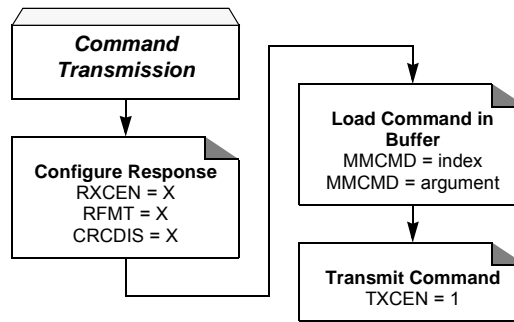 Command
Transmission
Configure Response
RXCEN = X
RFMT = X
CRCDIS = X
Load Command in
Buffer
MMCMD = index
MMCMD = argument
Transmit Command
TXCEN = 1